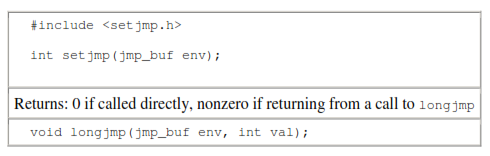 #include <setjmp.h>
int setjmp(jmp_buf env);
Returns: 0 if called directly, nonzero if returning from a call to longjmp
void longjmp(jmp_buf env, int val);